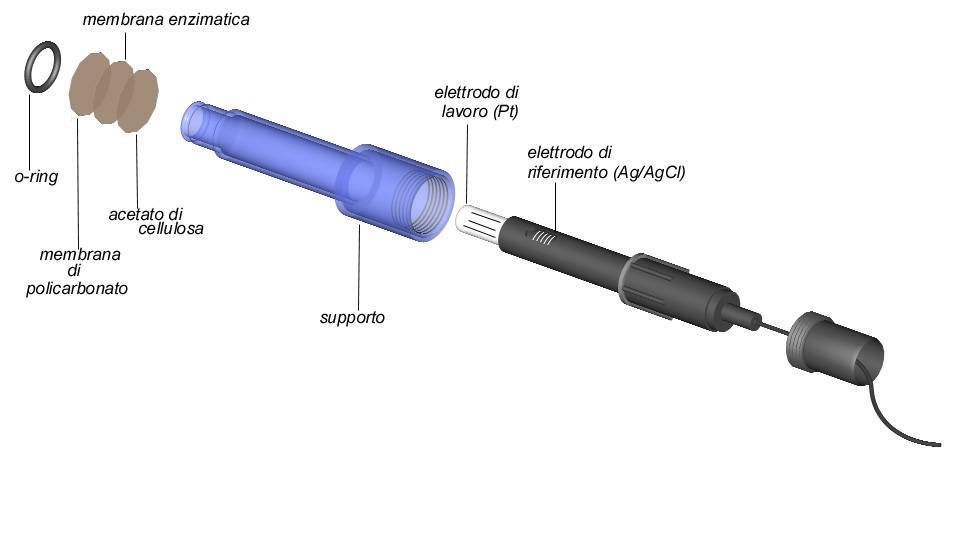 membrana enzimatica
elettrodo di
lavoro (Pt)
elettrodo di
riferimento (Ag/AgCl)
o-ring
acetato di
cellulosa
membrana
di
policarbonato
supporto